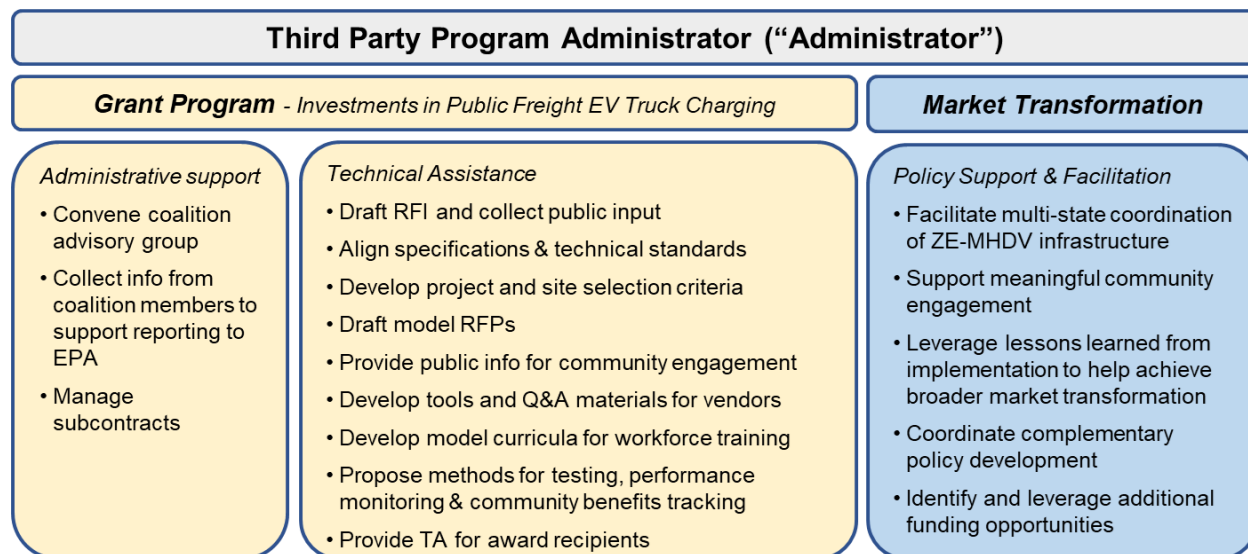 Third Party Program Administrator (“Administrator”)
Grant Program - Investments in Public Freight EV Truck Charging
Market Transformation
Administrative support
• Convene coalition
advisory group
• Collect info from
coalition members to
support reporting to
EPA
• Manage
subcontracts
Technical Assistance
• Draft RFI and collect public input
• Align specifications & technical standards
• Develop project and site selection criteria
• Draft model RFPs
• Provide public info for community engagement
• Develop tools and Q&A materials for vendors
• Develop model curricula for workforce training
• Propose methods for testing, performance
monitoring & community benefits tracking
• Provide TA for award recipients
Policy Support & Facilitation
• Facilitate multi-state coordination
of ZE-MHDV infrastructure
• Support meaningful community
engagement
• Leverage lessons learned from
implementation to help achieve
broader market transformation
• Coordinate complementary
policy development
• Identify and leverage additional
funding opportunities